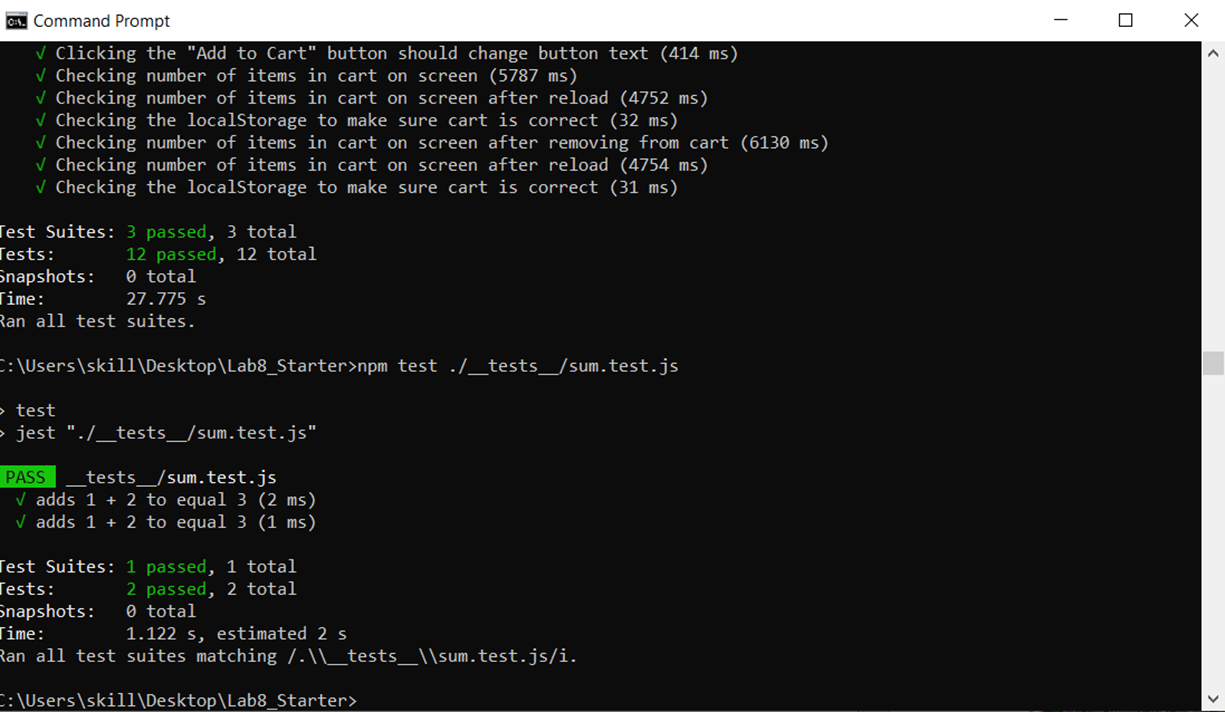 Command Prompt
√ Clicking the "Add to Cart" button should change button text (414 ms)
√ Checking number of items in cart on screen (5787 ms)
√ Checking number of items in cart on screen after reload (4752 ms)
√ Checking the localStorage to make sure cart is correct (32 ms)
√ Checking number of items in cart on screen after removing from cart (6130 ms)
√ Checking number of items in cart on screen after reload (4754 ms)
√ Checking the localStorage to make sure cart is correct (31 ms)
Test Suites: 3 passed, 3 total
Tests:       12 passed, 12 total
Snapshots:   0 total
Time:        27.775 s
Ran all test suites.
C:\Users\skill\Desktop\Lab8_Starter>npm test ./__tests__/sum.test.js
> test
> jest "./__tests__/sum.test.js"
PASS __tests__/sum.test.js
√ adds 1 + 2 to equal 3 (2 ms)
√ adds 1 + 2 to equal 3 (1 ms)
Test Suites: 1 passed, 1 total
Tests:       2 passed, 2 total
Snapshots:   0 total
Time:        1.122 s, estimated 2 s
Ran all test suites matching /.\\__tests__\\sum.test.js/i.
C:\Users\skill\Desktop\Lab8_Starter>